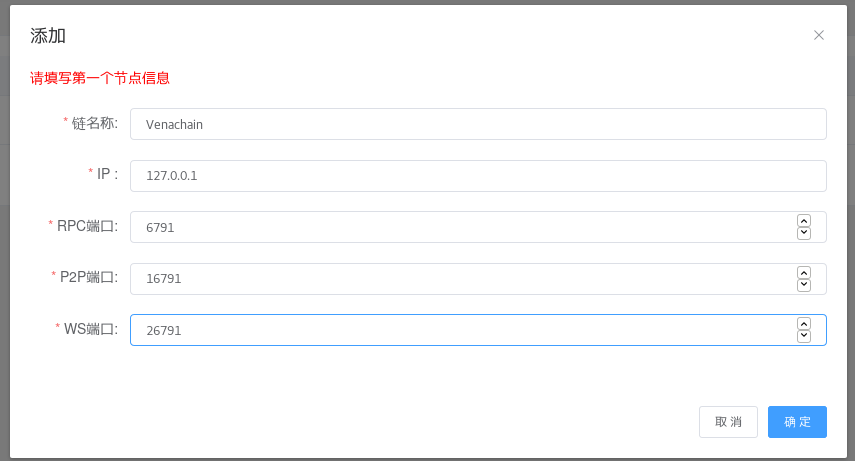 添加
请填写第一个节点信息
* 链名称: Venachain
* IP : 127.0.0.1
* RPC端口: 6791
* P2P端口: 16791
* WS端口: 26791
取 消 确 定